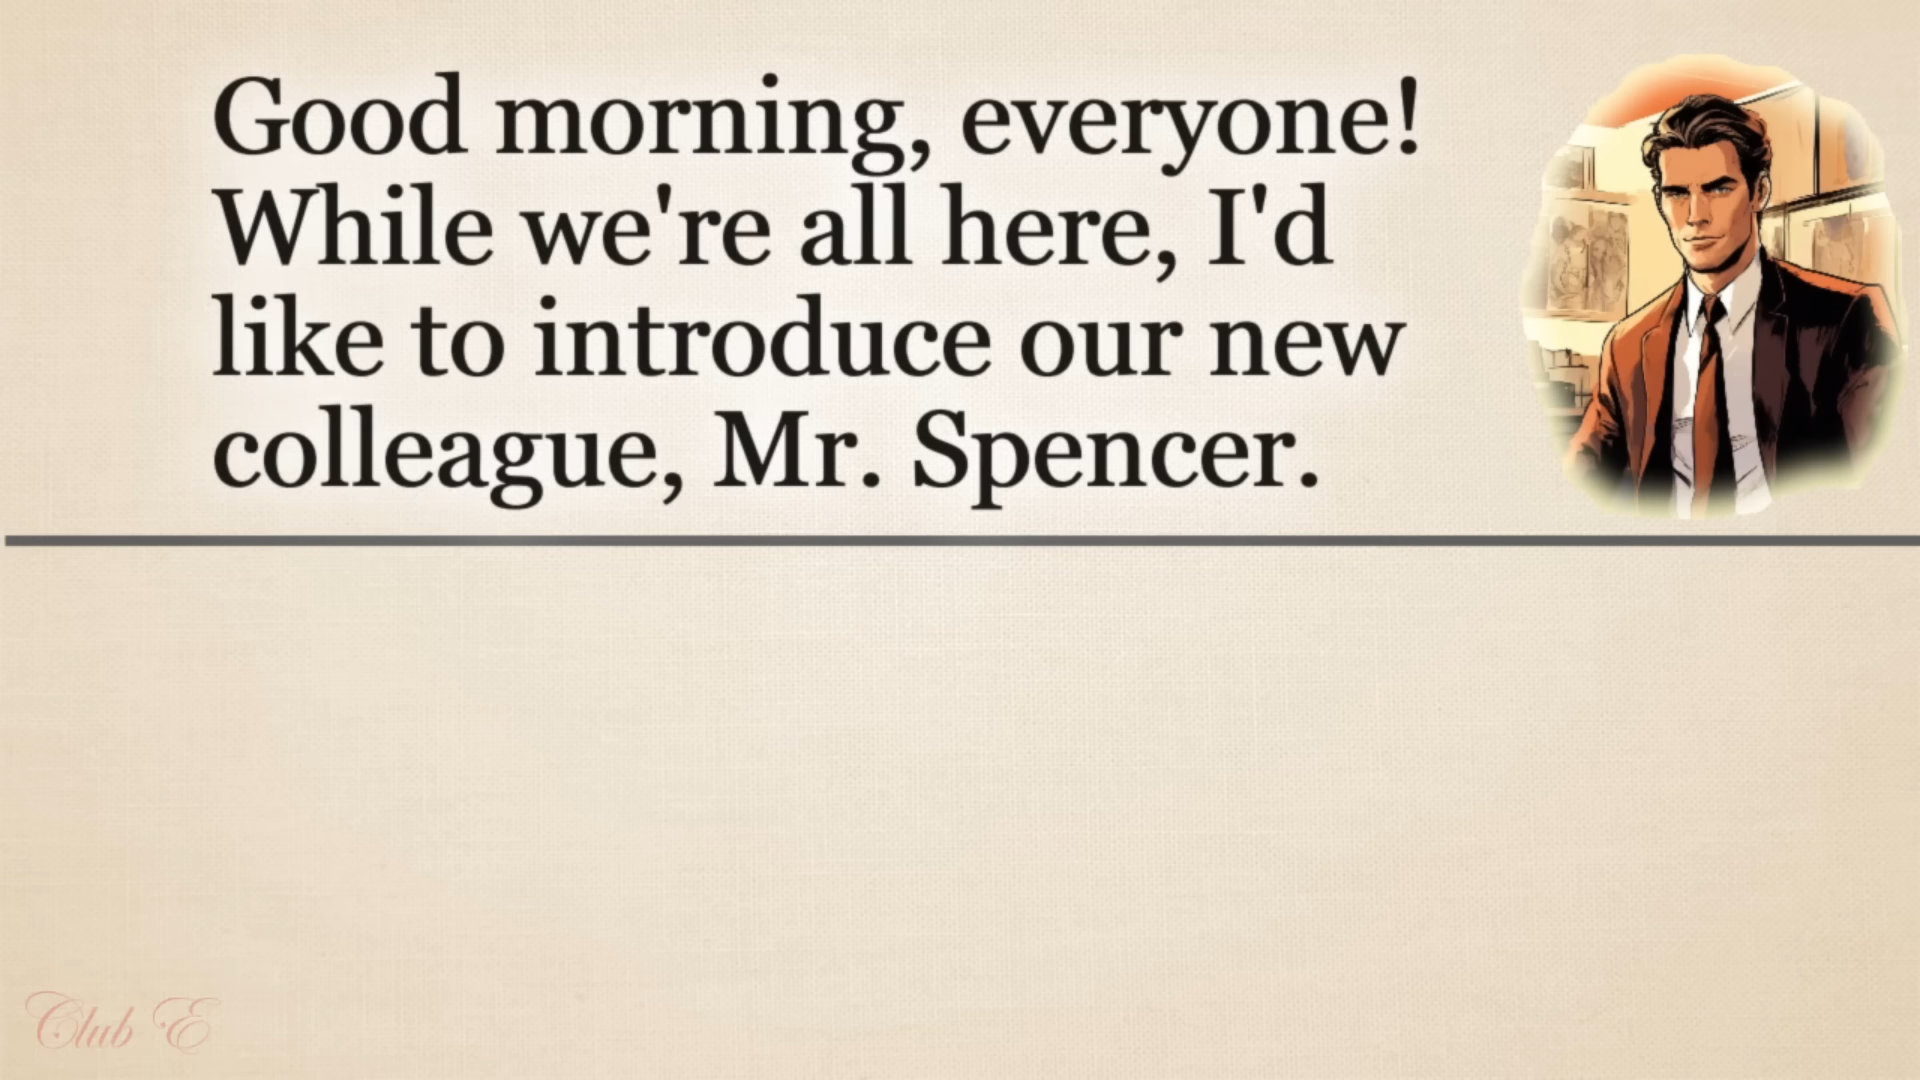 Good morning, everyone!
While we're all here, I'd
like to introduce our new
colleague, Mr. Spencer.
Club E